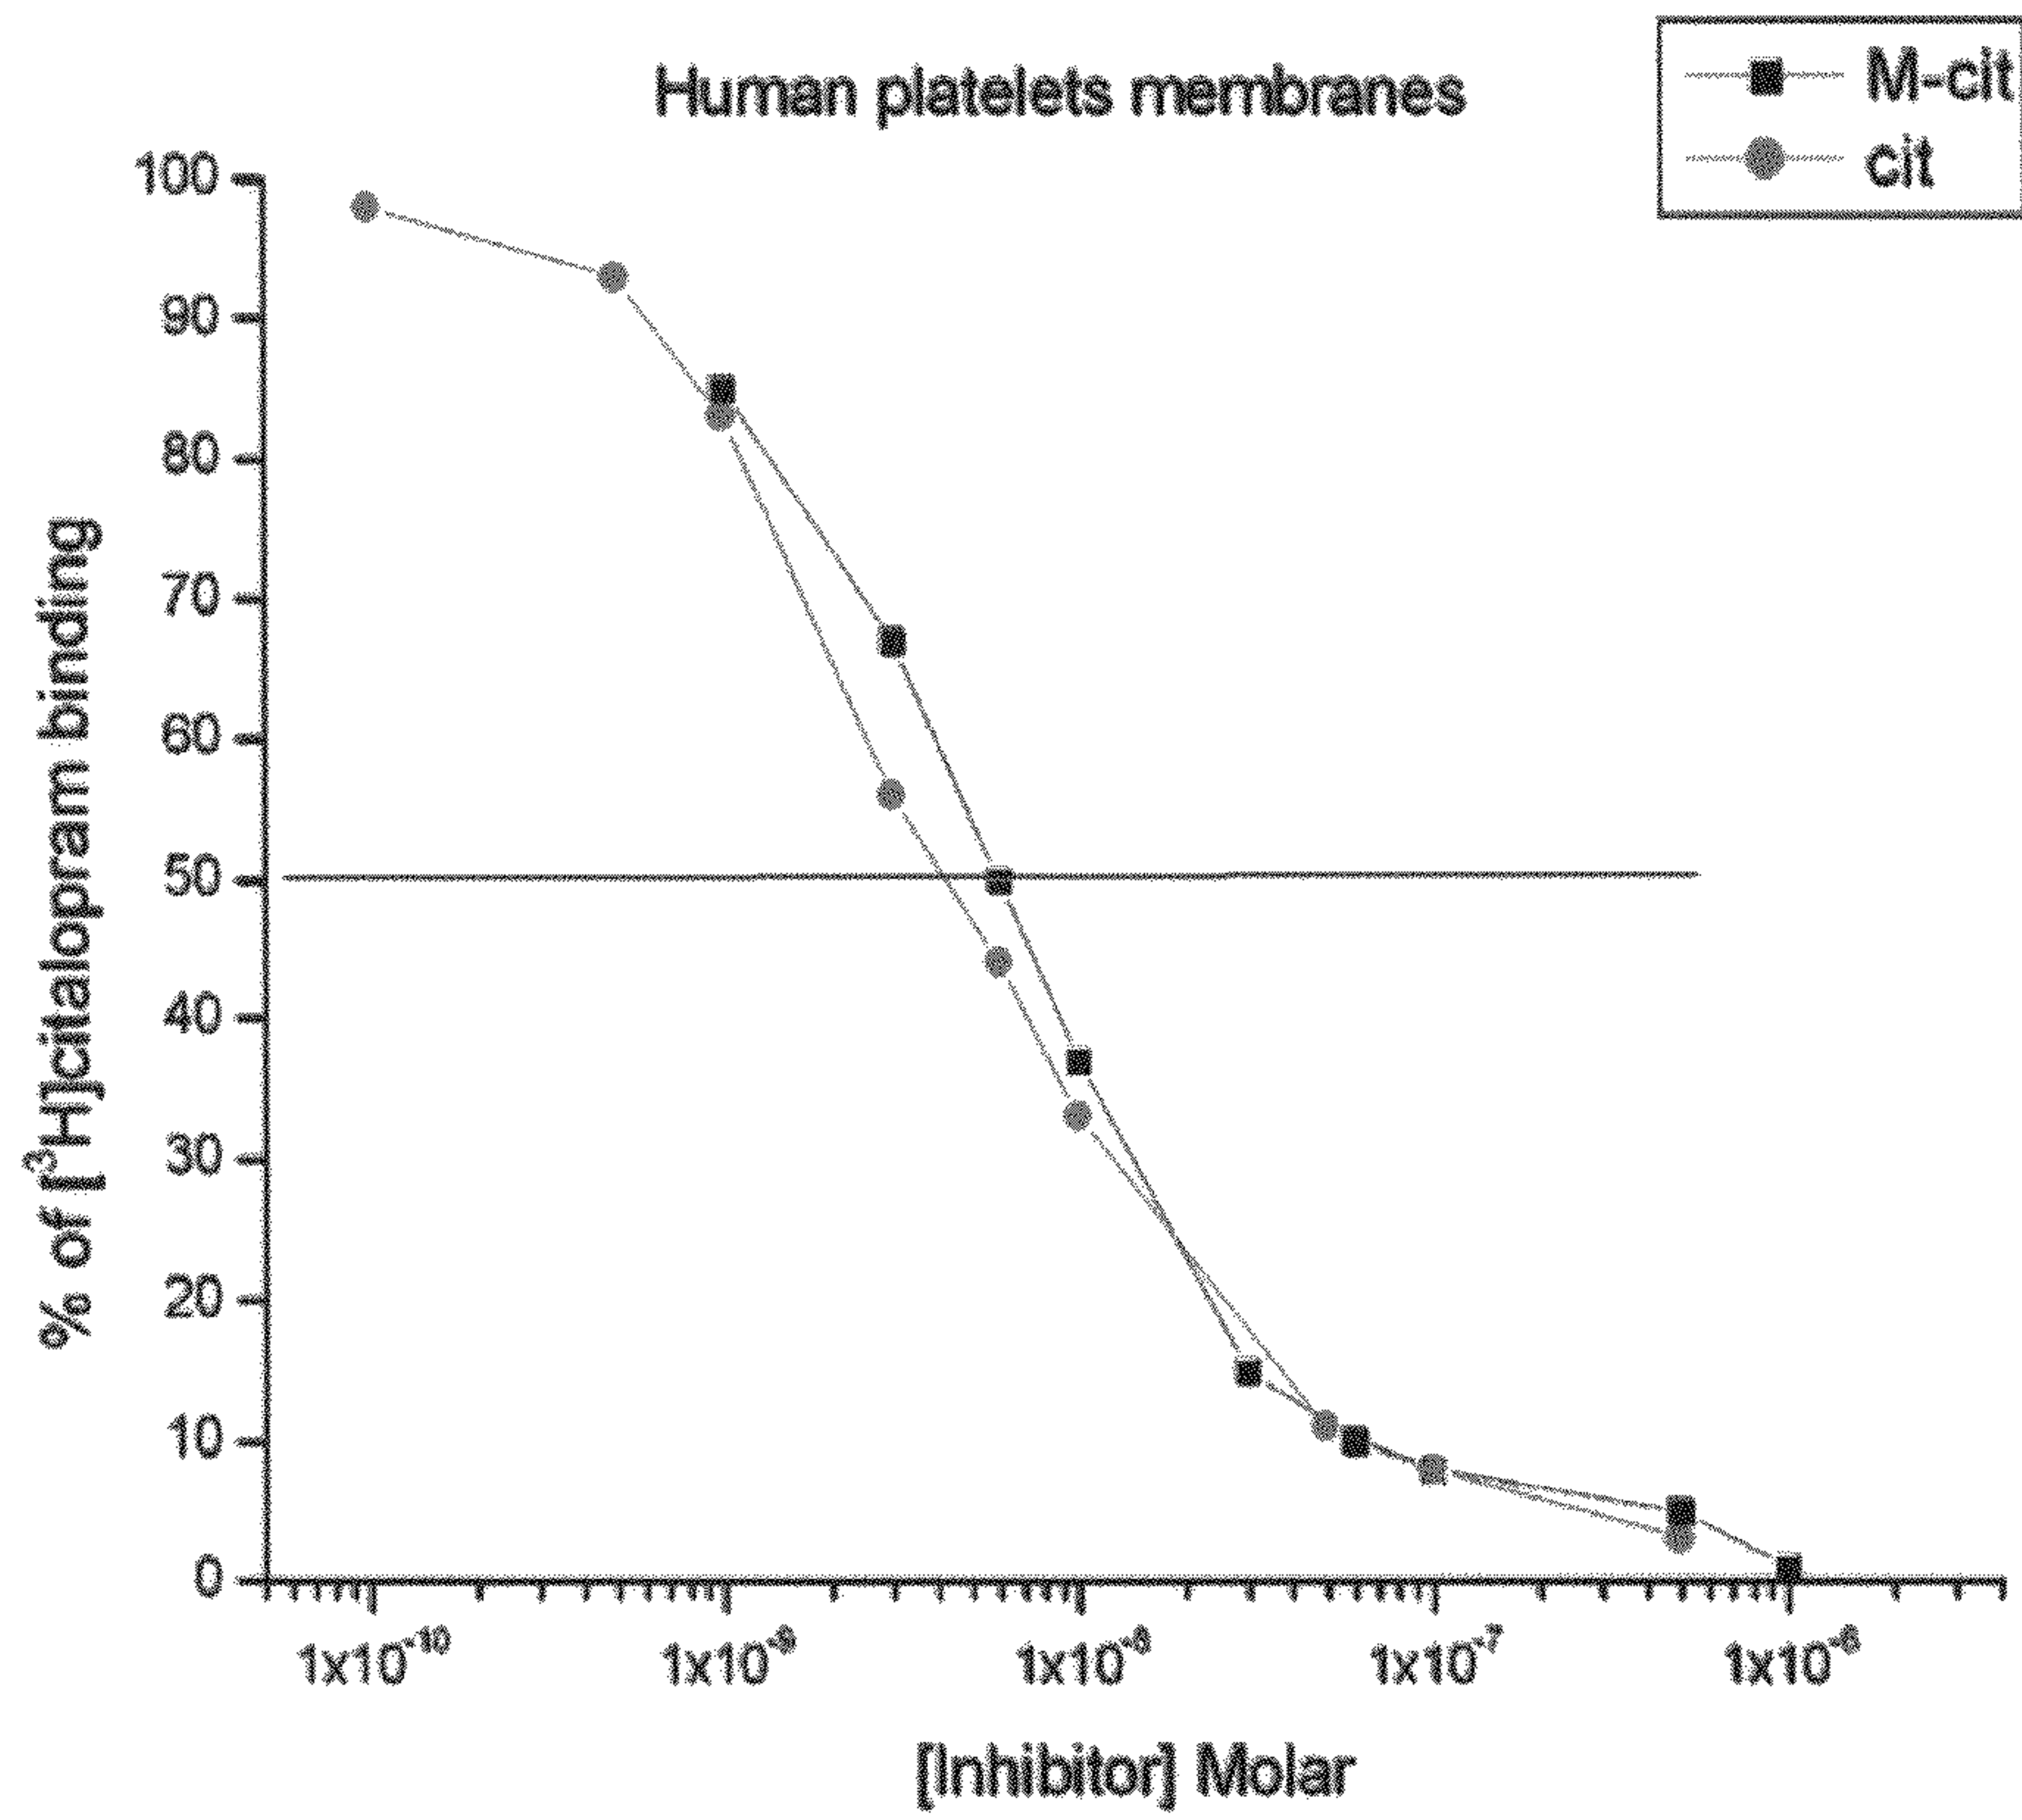 Human platelets membranes
M-cit
cit
100
90
80
70
60
50
40
30
20
10
0
% of [³H]citalopram binding
1x10⁻¹⁰
1x10⁻⁹
1x10⁻⁸
1x10⁻⁷
1x10⁻⁶
[Inhibitor] Molar